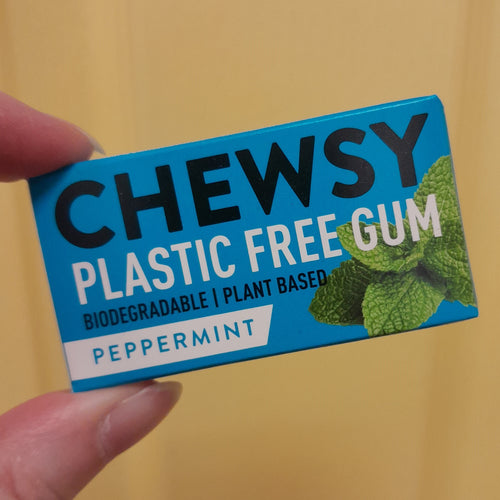 CHEWSY
PLASTIC FREE GUM
BIODEGRADABLE | PLANT BASED
PEPPERMINT